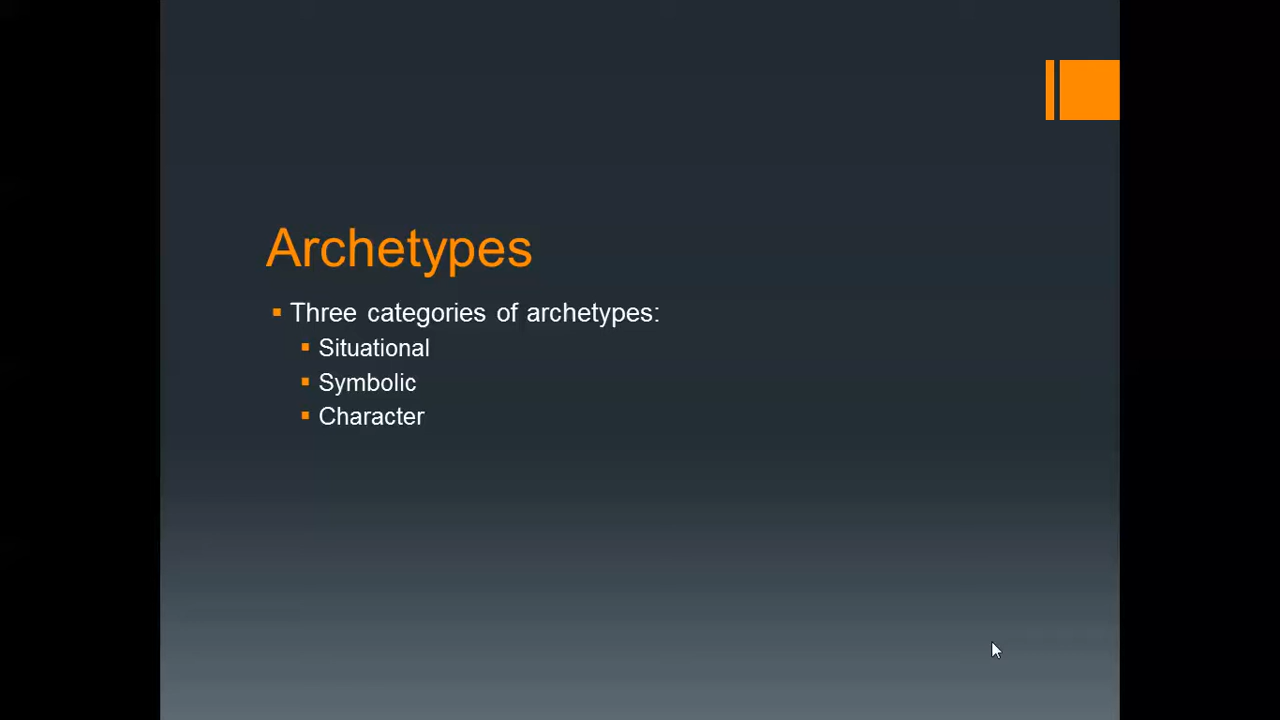 Archetypes
Three categories of archetypes:
Situational
Symbolic
Character